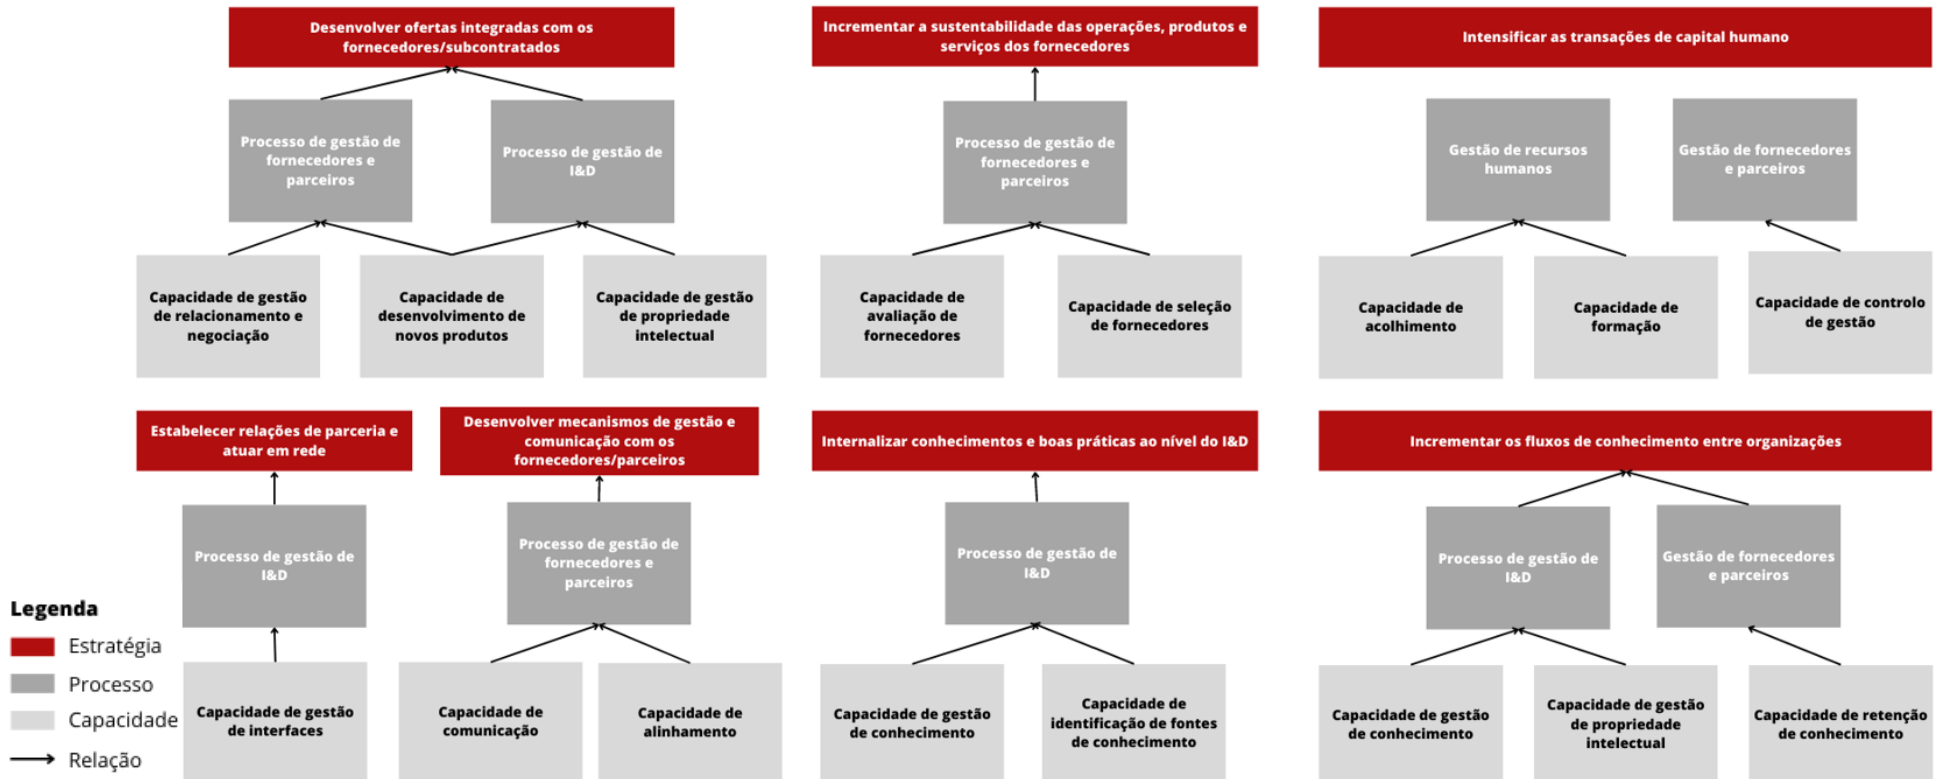 Desenvolver ofertas integradas com os
fornecedores/subcontratados
Incrementar a sustentabilidade das operações, produtos e
serviços dos fornecedores
Intensificar as transações de capital humano
Processo de gestão de
fornecedores e
parceiros
Processo de gestão de
I&D
Processo de gestão de
fornecedores e
parceiros
Gestão de recursos
humanos
Gestão de fornecedores
e parceiros
Capacidade de gestão
de relacionamento e
negociação
Capacidade de
desenvolvimento de
novos produtos
Capacidade de gestão
de propriedade
intelectual
Capacidade de
avaliação de
fornecedores
Capacidade de seleção
de fornecedores
Capacidade de
acolhimento
Capacidade de
formação
Capacidade de controlo
de gestão
Estabelecer relações de parceria e
atuar em rede
Desenvolver mecanismos de gestão e
comunicação com os
fornecedores/parceiros
Internalizar conhecimentos e boas práticas ao nível do I&D
Incrementar os fluxos de conhecimento entre organizações
Processo de gestão de
I&D
Processo de gestão de
fornecedores e
parceiros
Processo de gestão de
I&D
Processo de gestão de
I&D
Gestão de fornecedores
e parceiros
Capacidade de gestão
de interfaces
Capacidade de
comunicação
Capacidade de
alinhamento
Capacidade de gestão
de conhecimento
Capacidade de
identificação de fontes
de conhecimento
Capacidade de gestão
de conhecimento
Capacidade de gestão
de propriedade
intelectual
Capacidade de retenção
de conhecimento
Legenda
Estratégia
Processo
Capacidade
Relação